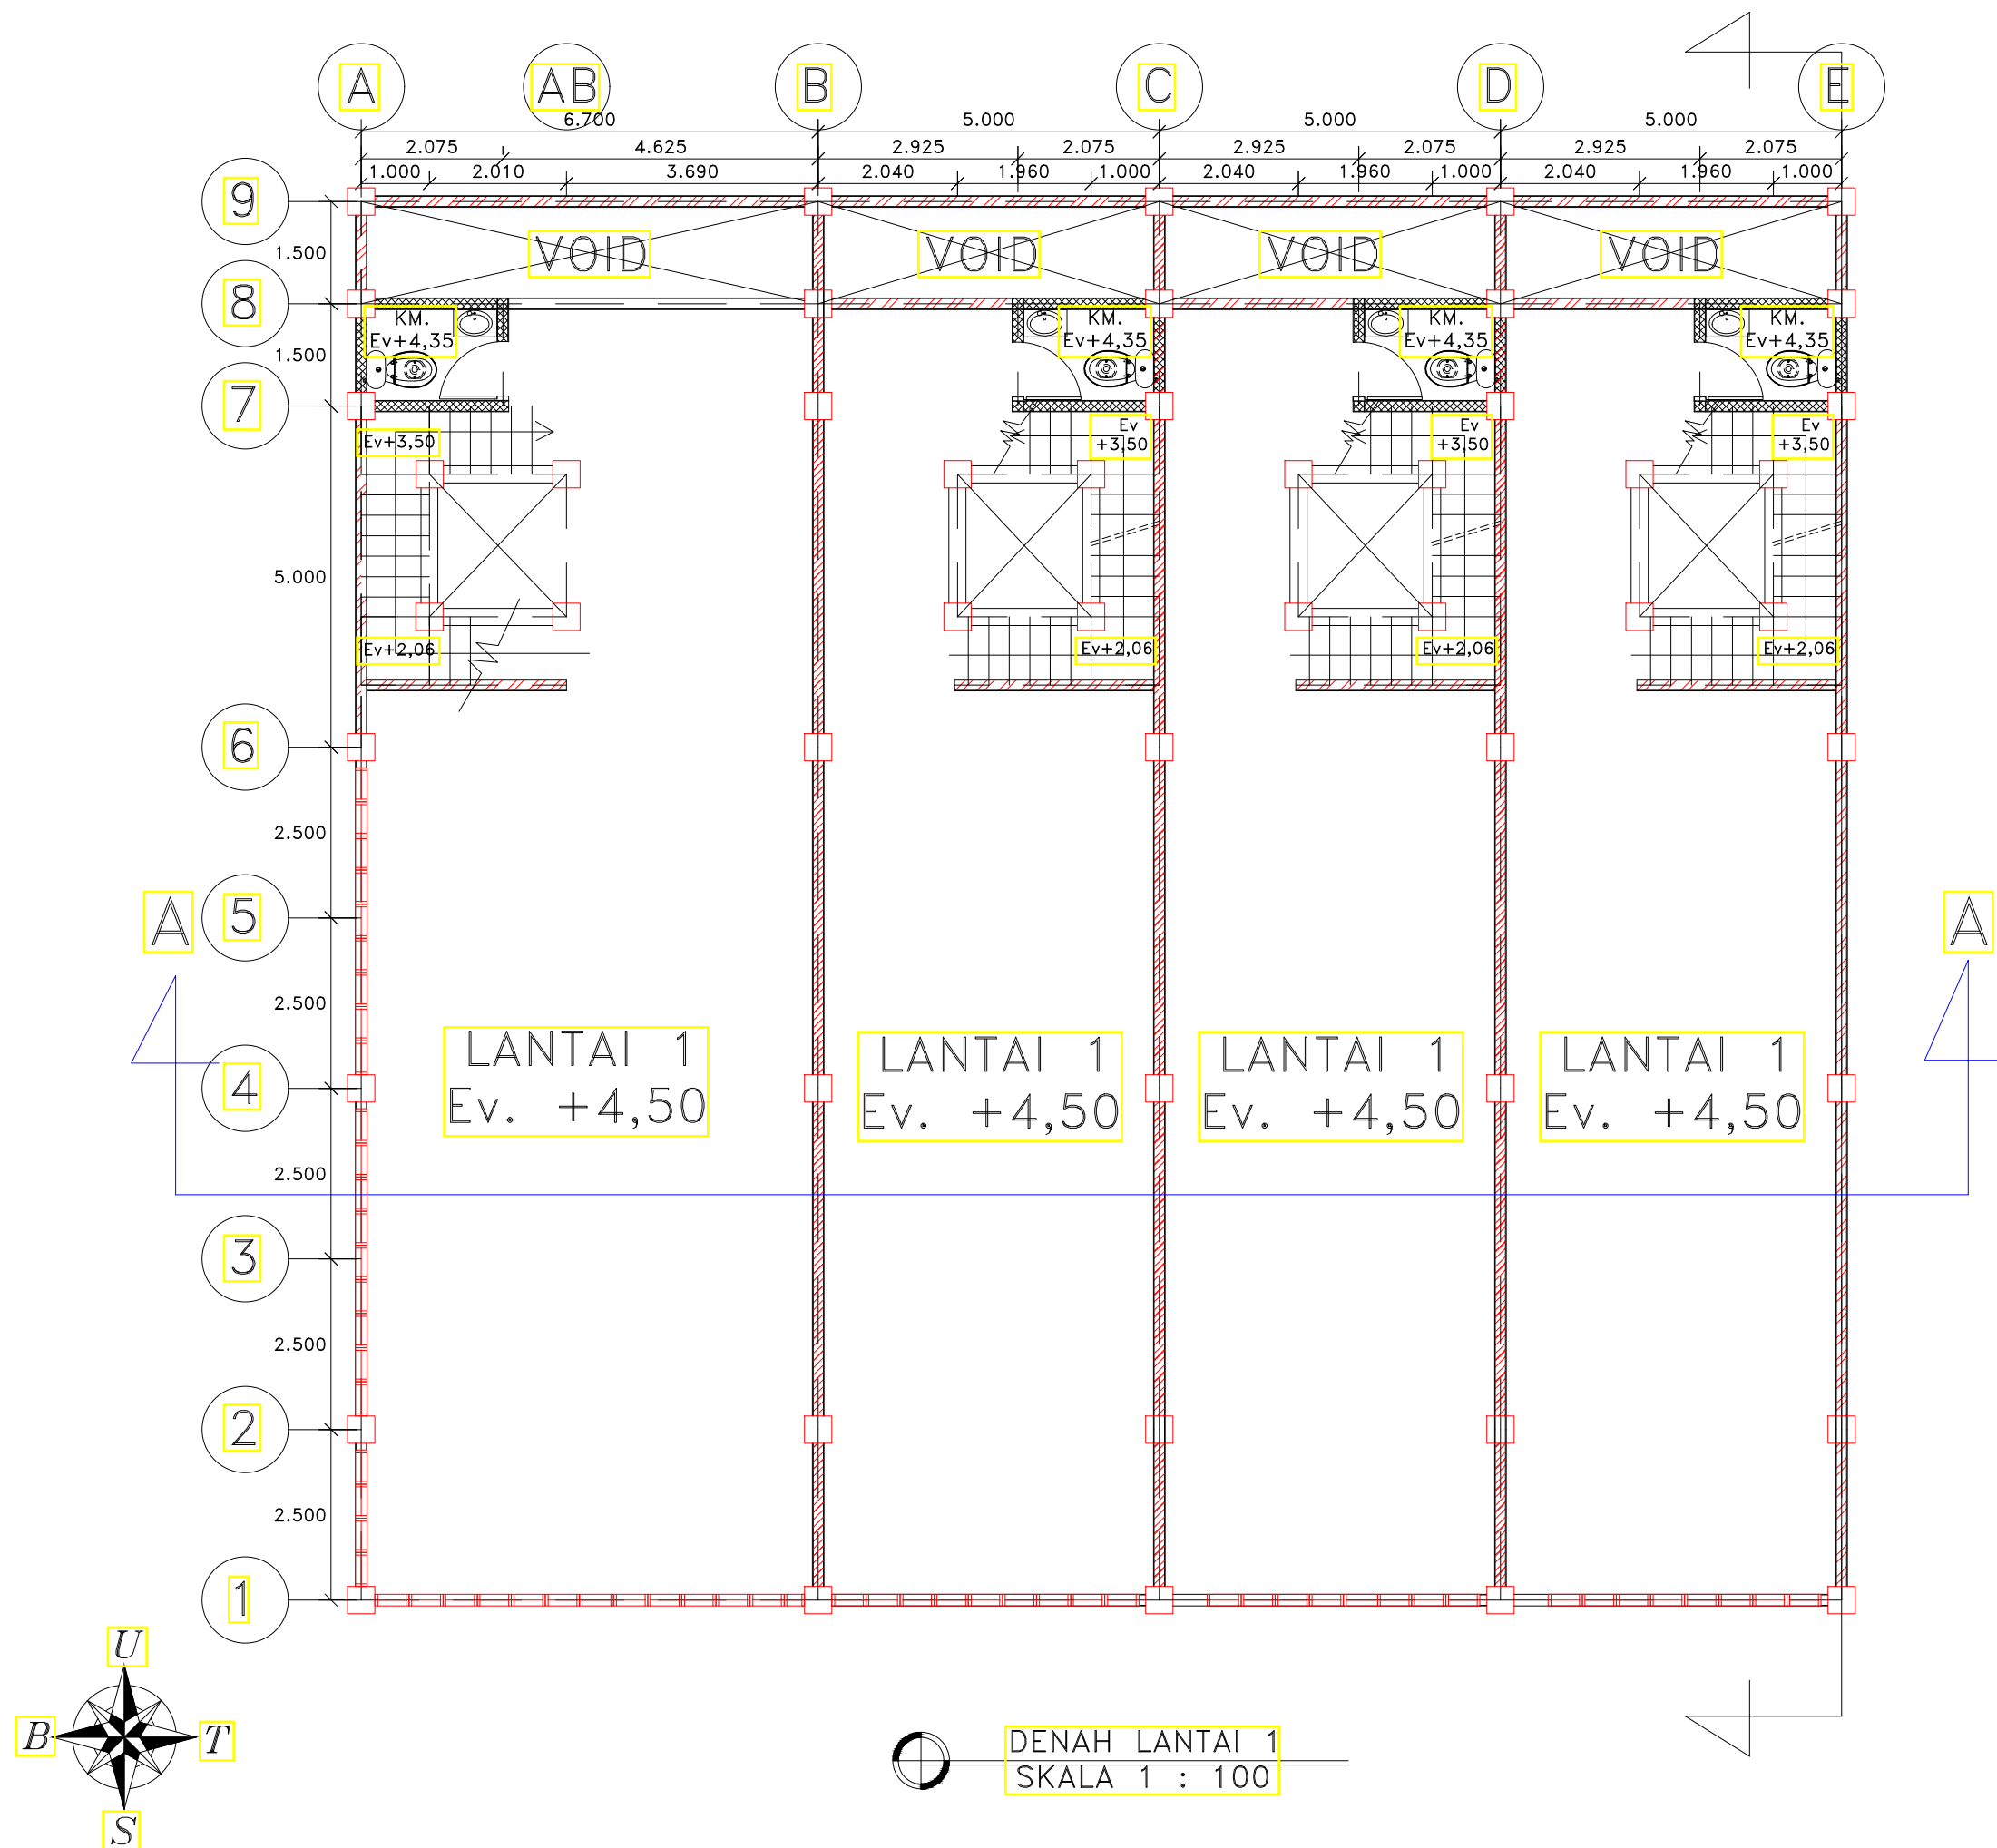 A AB B C D E
6.700 5.000 5.000 5.000
2.075 4.625 2.925 2.075 2.925 2.075 2.925 2.075
1.000 2.010 3.690 2.040 1.960 1.000 2.040 1.960 1.000 2.040 1.960 1.000
9
1.500 VOID VOID VOID VOID
8
KM. KM. KM. KM.
Ev+4,35 Ev+4,35 Ev+4,35 Ev+4,35
1.500
7
Ev+3,50 Ev Ev Ev
+3,50 +3,50 +3,50
5.000
Ev+2,06 Ev+2,06 Ev+2,06 Ev+2,06
6
2.500
A 5 A
2.500
LANTAI 1 LANTAI 1 LANTAI 1 LANTAI 1
4
Ev. +4,50 Ev. +4,50 Ev. +4,50 Ev. +4,50
2.500
3
2.500
2
2.500
1
U
B T
S
DENAH LANTAI 1
SKALA 1 : 100